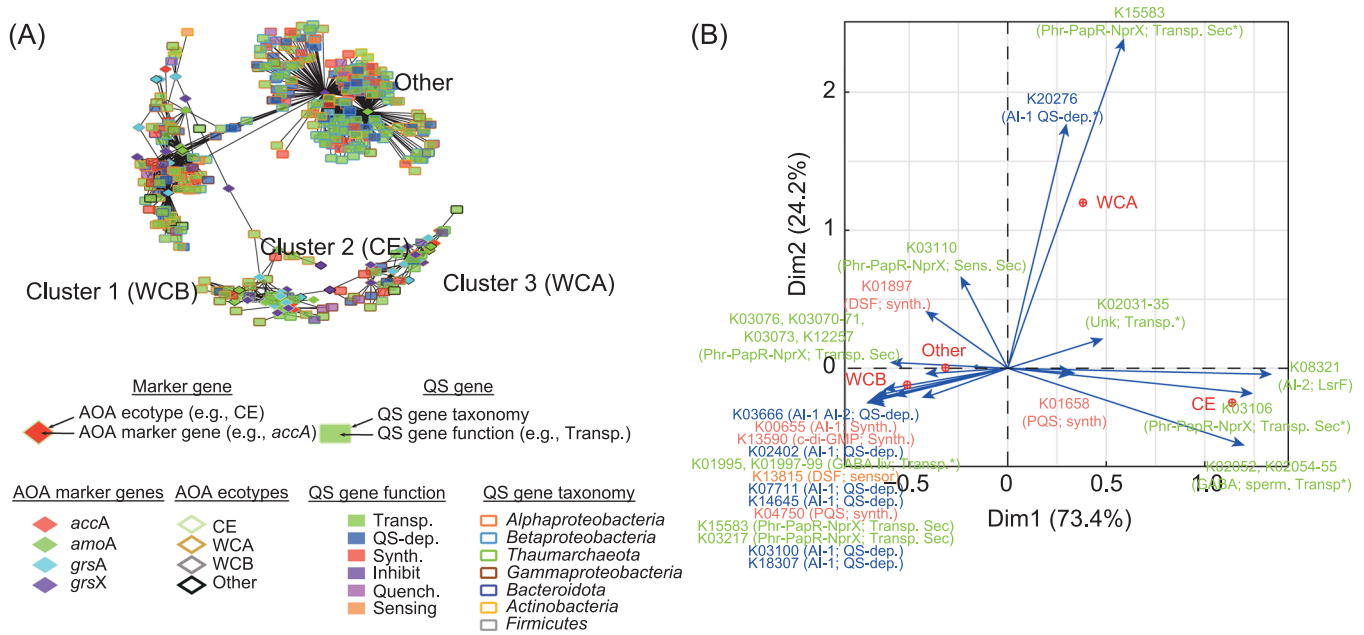 (A)
Other
Cluster 2 (CE)
Cluster 1 (WCB)
Cluster 3 (WCA)
Marker gene
AOA ecotype (e.g., CE)
AOA marker gene (e.g., accA)
QS gene
QS gene taxonomy
QS gene function (e.g., Transp.)
AOA marker genes
accA
amoA
grsA
grsX
AOA ecotypes
CE
WCA
WCB
Other
QS gene function
Transp.
QS-dep.
Synth.
Inhibit
Quench.
Sensing
QS gene taxonomy
Alphaproteobacteria
Betaproteobacteria
Thaumarchaeota
Gammaproteobacteria
Bacteroidota
Actinobacteria
Firmicutes
(B)
K15583
(Phr-PapR-NprX; Transp. Sec*)
K20276
(AI-1 QS-dep.*)
WCA
K03110
(Phr-PapR-NprX; Sens. Sec)
K01897
(DSF; synth.)
K02031-35
(Unk; Transp.*)
K03076, K03070-71,
K03073, K12257
(Phr-PapR-NprX; Transp. Sec)
Other
WCB
K08321
(AI-2; LsrF)
CE
K03106
(Phr-PapR-NprX; Transp. Sec*)
K01658
(PQS; synth)
K02052, K02054-55
(GABA; sperm. Transp*)
K03666 (AI-1 AI-2; QS-dep.)
K00655 (AI-1; Synth.)
K13590 (c-di-GMP; Synth.)
K02402 (AI-1; QS-dep.)
K01995, K01997-99 (GABA liv; Transp.*)
K13815 (DSF; sensor)
K07711 (AI-1; QS-dep.)
K14645 (AI-1; QS-dep.)
K04750 (PQS; synth.)
K15583 (Phr-PapR-NprX; Transp. Sec)
K03217 (Phr-PapR-NprX; Transp. Sec)
K03100 (AI-1; QS-dep.)
K18307 (AI-1; QS-dep.)
2
1
0
Dim2 (24.2%)
−0.5
0.0
0.5
1.0
Dim1 (73.4%)